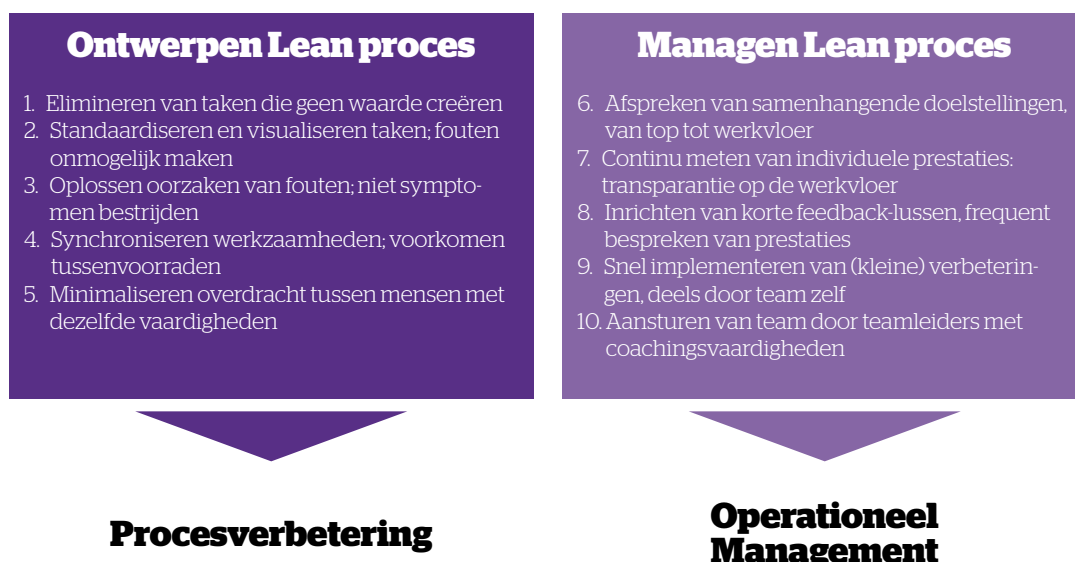 Ontwerpen Lean proces
1. Elimineren van taken die geen waarde creëren
2. Standaardiseren en visualiseren taken; fouten
onmogelijk maken
3. Oplossen oorzaken van fouten; niet sympto-
men bestrijden
4. Synchroniseren werkzaamheden; voorkomen
tussenvoorraden
5. Minimaliseren overdracht tussen mensen met
dezelfde vaardigheden
Managen Lean proces
6. Afspreken van samenhangende doelstellingen,
van top tot werkvloer
7. Continu meten van individuele prestaties:
transparantie op de werkvloer
8. Inrichten van korte feedback-lussen, frequent
bespreken van prestaties
9. Snel implementeren van (kleine) verbeterin-
gen, deels door team zelf
10. Aansturen van team door teamleiders met
coachingsvaardigheden
Procesverbetering
Operationeel
Management